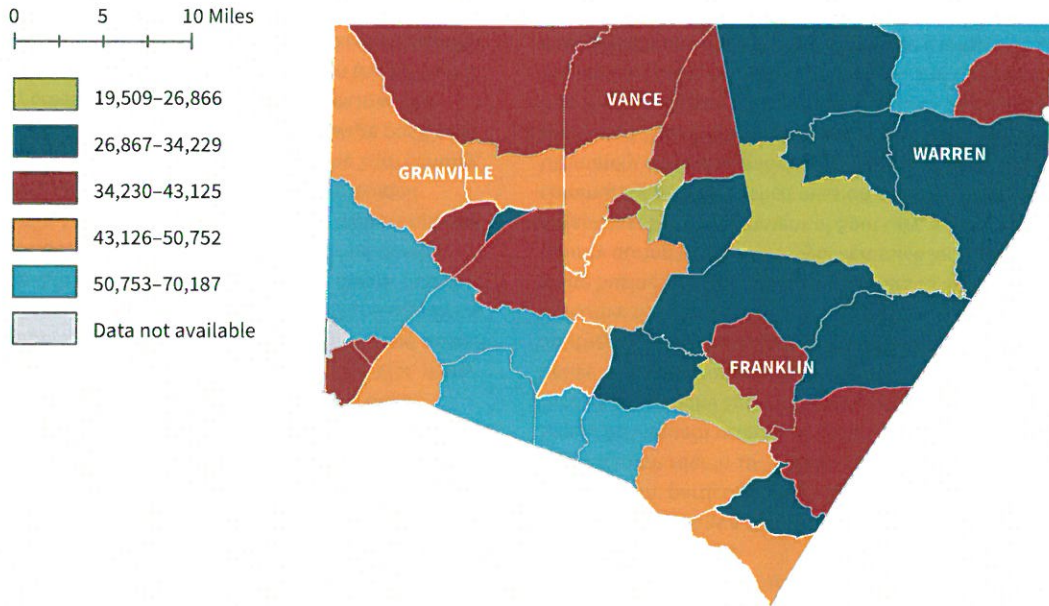 0 5 10 Miles
19,509–26,866
26,867–34,229
34,230–43,125
43,126–50,752
50,753–70,187
Data not available
VANCE
WARREN
GRANVILLE
FRANKLIN